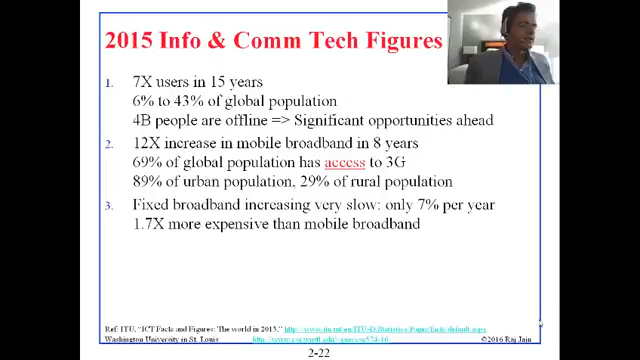 2015 Info & Comm Tech Figures
1. 7X users in 15 years
6% to 43% of global population
4B people are offline => Significant opportunities ahead
2. 12X increase in mobile broadband in 8 years
69% of global population has access to 3G
89% of urban population, 29% of rural population
3. Fixed broadband increasing very slow: only 7% per year
1.7X more expensive than mobile broadband
Ref: ITU, "ICT Facts and Figures: The world in 2015,"
Washington University in St. Louis ©2016 Raj Jain
2-22